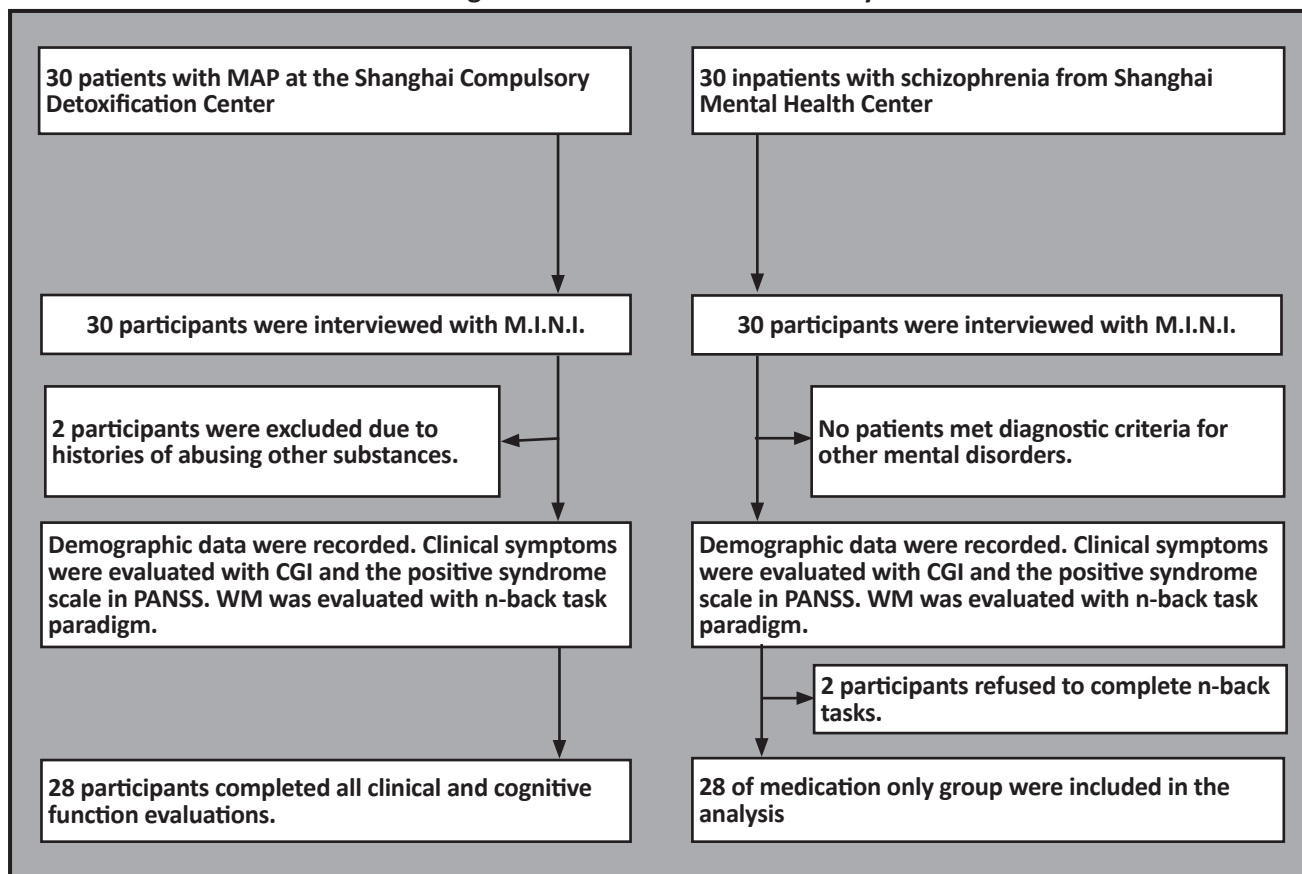 30 patients with MAP at the Shanghai Compulsory
Detoxification Center
30 inpatients with schizophrenia from Shanghai
Mental Health Center
30 participants were interviewed with M.I.N.I.
30 participants were interviewed with M.I.N.I.
2 participants were excluded due to
histories of abusing other substances.
No patients met diagnostic criteria for
other mental disorders.
Demographic data were recorded. Clinical symptoms
were evaluated with CGI and the positive syndrome
scale in PANSS. WM was evaluated with n-back task
paradigm.
Demographic data were recorded. Clinical symptoms
were evaluated with CGI and the positive syndrome
scale in PANSS. WM was evaluated with n-back task
paradigm.
2 participants refused to complete n-back
tasks.
28 participants completed all clinical and cognitive
function evaluations.
28 of medication only group were included in the
analysis